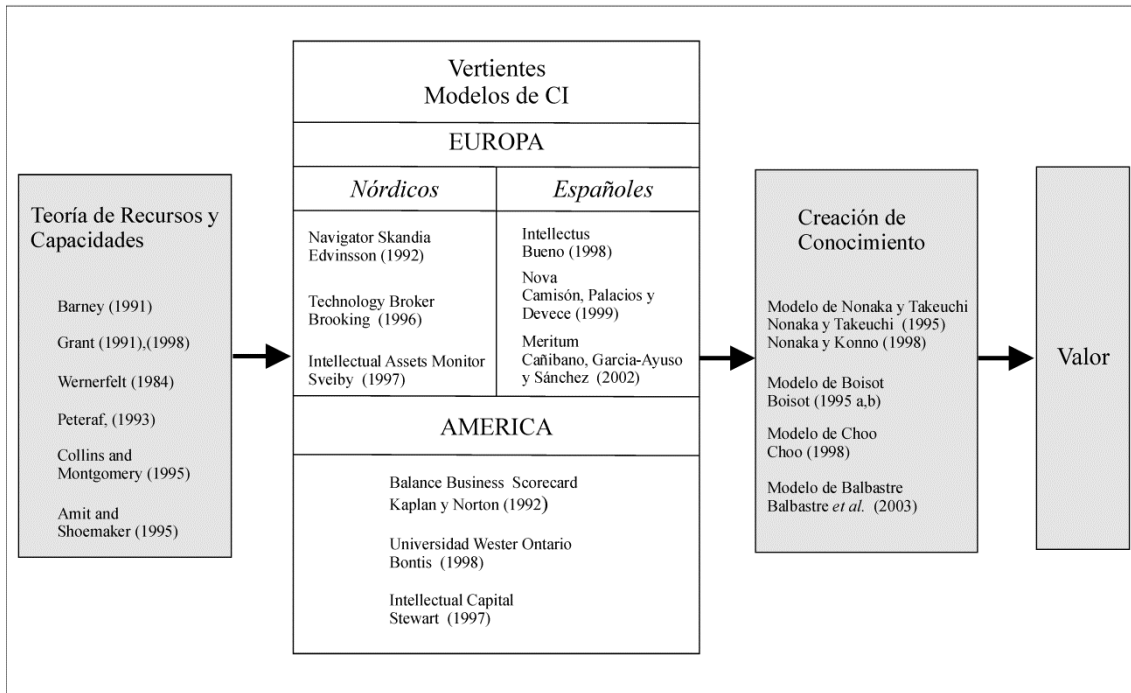 Teoría de Recursos y
Capacidades
Barney (1991)
Grant (1991),(1998)
Wernerfelt (1984)
Peteraf, (1993)
Collins and
Montgomery (1995)
Amit and
Shoemaker (1995)
Vertientes
Modelos de CI
EUROPA
Nórdicos
Navigator Skandia
Edvinsson (1992)
Technology Broker
Brooking (1996)
Intellectual Assets Monitor
Sveiby (1997)
Españoles
Intellectus
Bueno (1998)
Nova
Camisón, Palacios y
Devece (1999)
Meritum
Cañibano, Garcia-Ayuso
y Sánchez (2002)
AMERICA
Balance Business Scorecard
Kaplan y Norton (1992)
Universidad Wester Ontario
Bontis (1998)
Intellectual Capital
Stewart (1997)
Creación de
Conocimiento
Modelo de Nonaka y Takeuchi
Nonaka y Takeuchi (1995)
Nonaka y Konno (1998)
Modelo de Boisot
Boisot (1995 a,b)
Modelo de Choo
Choo (1998)
Modelo de Balbastre
Balbastre et al. (2003)
Valor